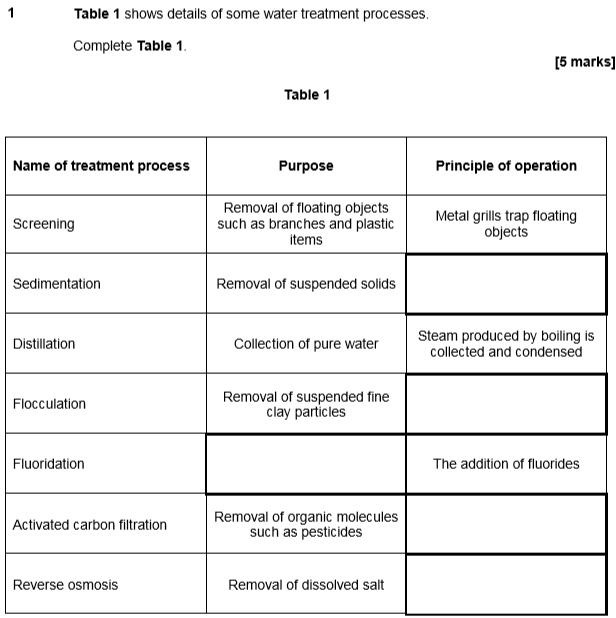 1 Table 1 shows details of some water treatment processes.
Complete Table 1.
[5 marks]
Table 1
Name of treatment process Purpose Principle of operation
Screening
Removal of floating objects
such as branches and plastic
items
Metal grills trap floating
objects
Sedimentation Removal of suspended solids
Distillation Collection of pure water
Steam produced by boiling is
collected and condensed
Flocculation
Removal of suspended fine
clay particles
Fluoridation The addition of fluorides
Activated carbon filtration
Removal of organic molecules
such as pesticides
Reverse osmosis Removal of dissolved salt